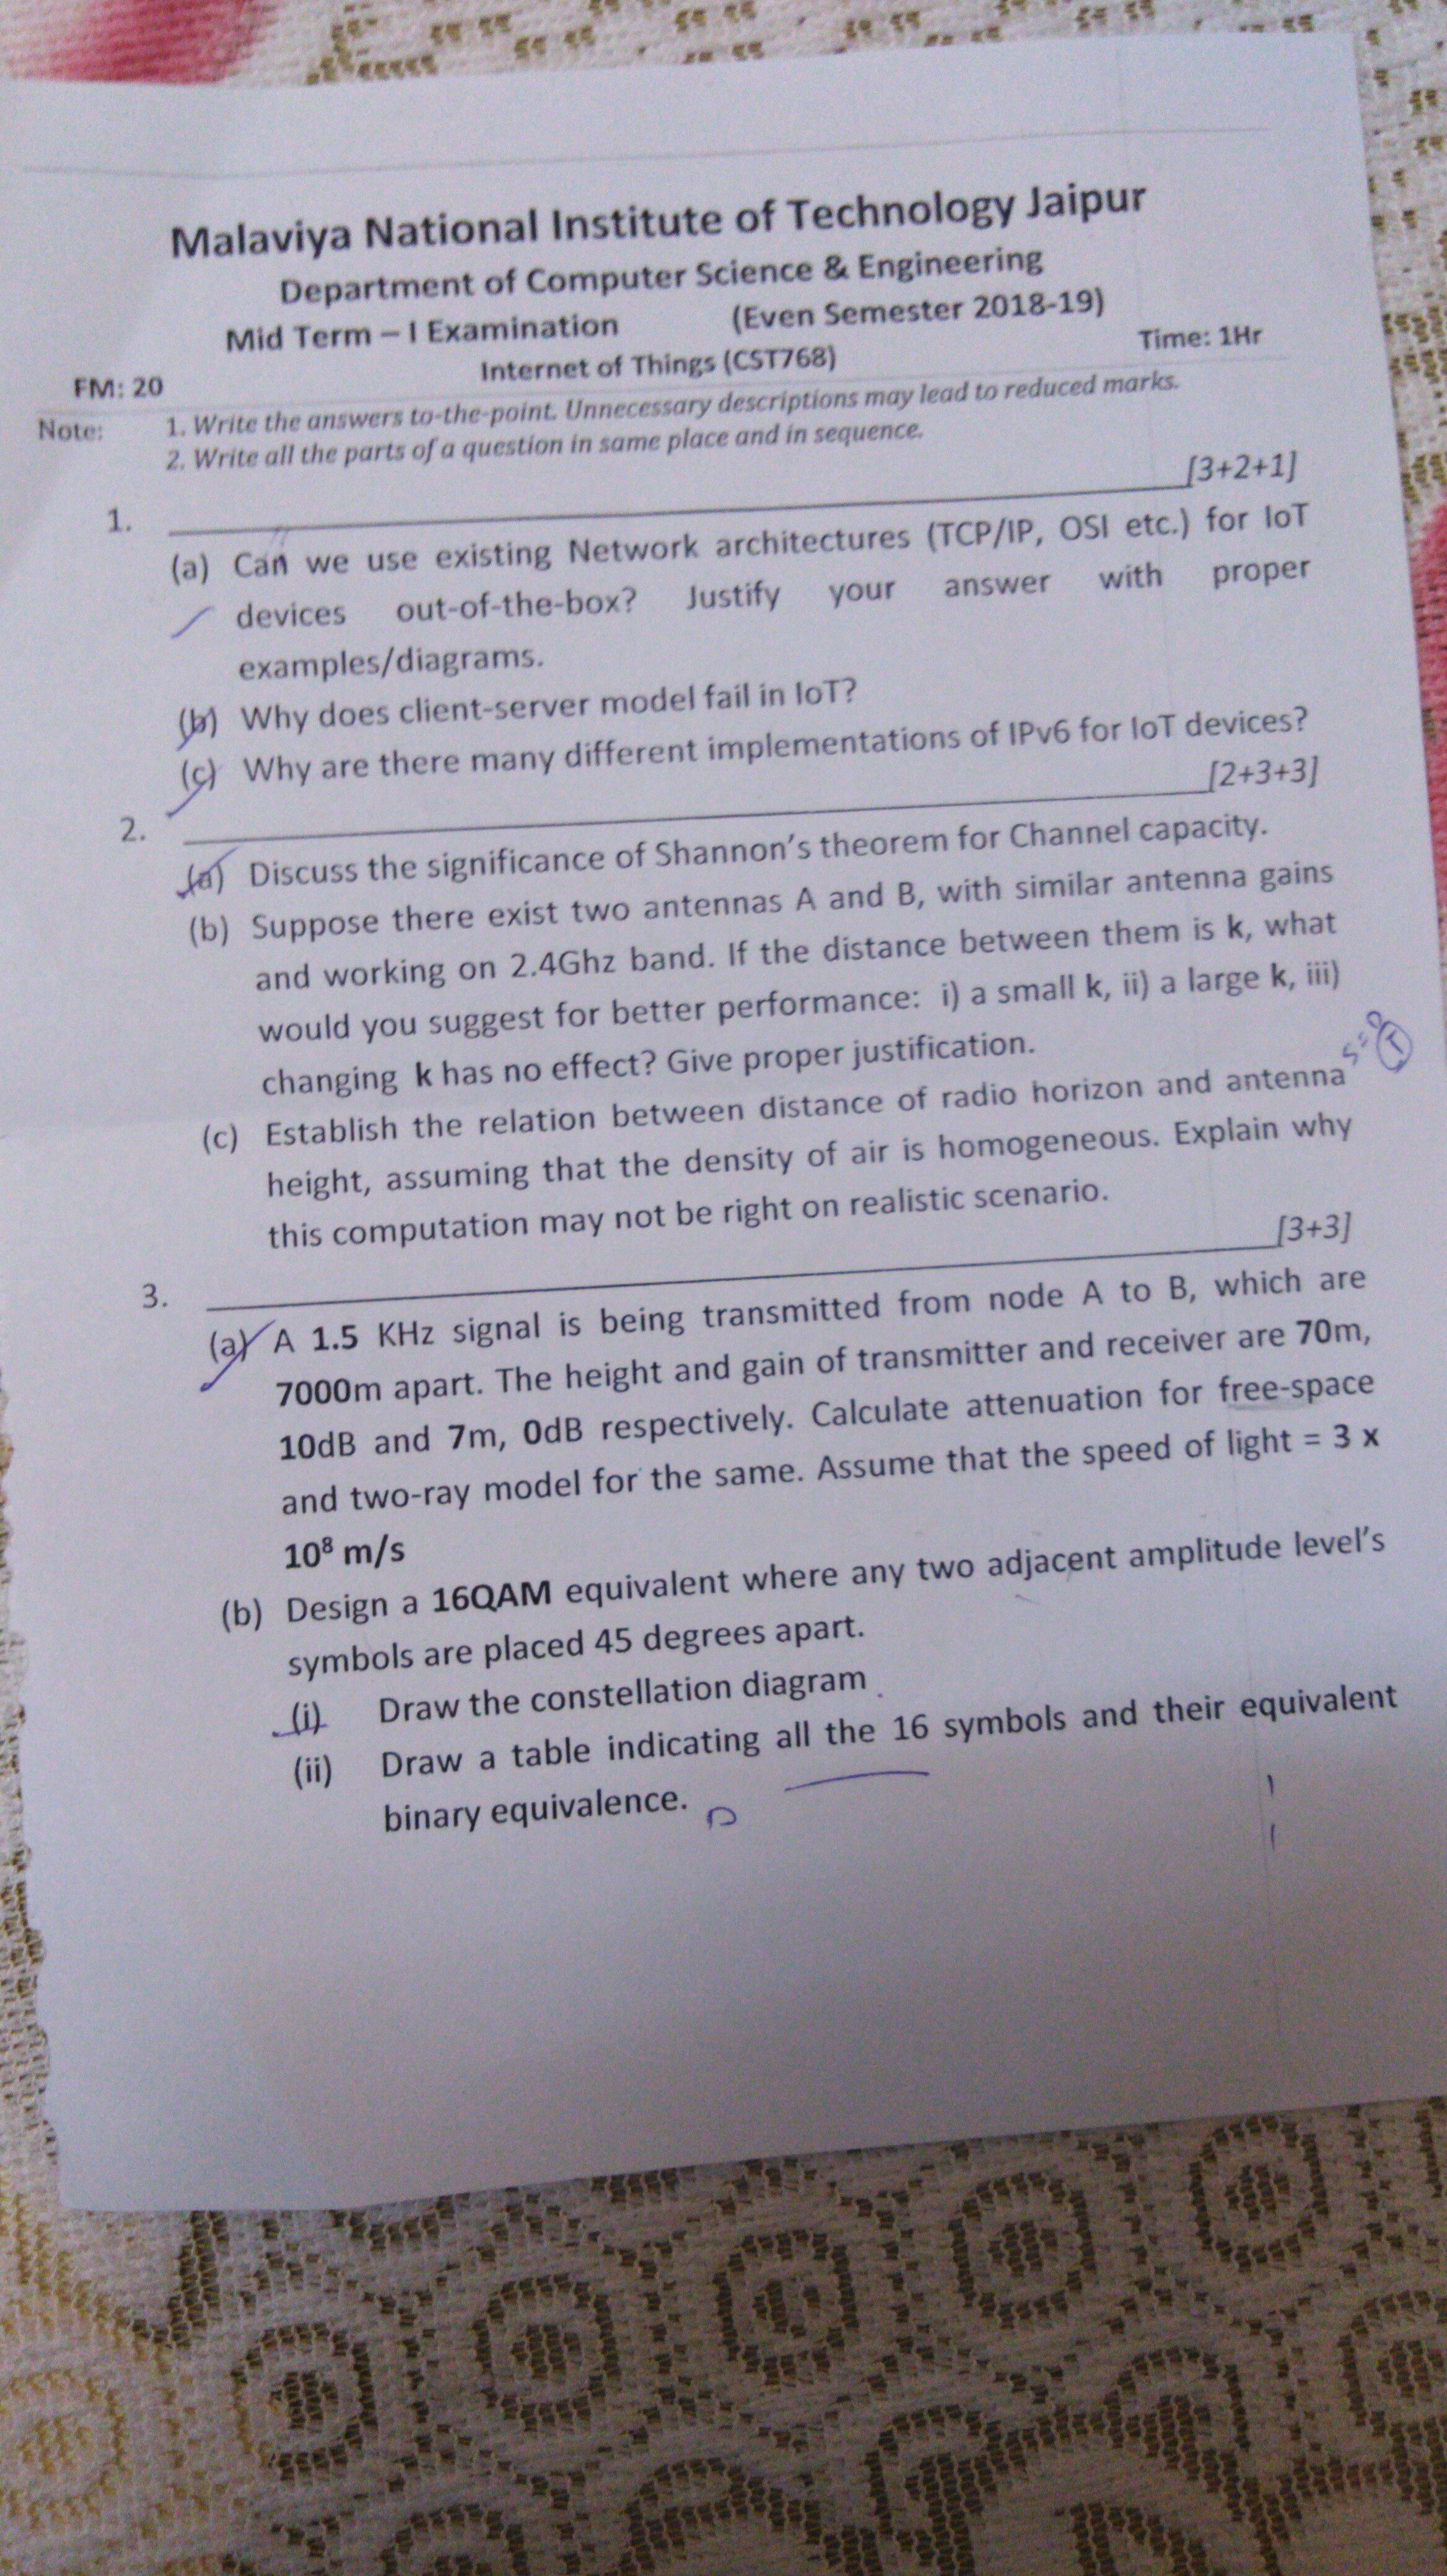 Malaviya National Institute of Technology Jaipur
Department of Computer Science & Engineering
Mid Term – I Examination (Even Semester 2018-19)
Internet of Things (CST768) Time: 1Hr
FM: 20
Note: 1. Write the answers to-the-point. Unnecessary descriptions may lead to reduced marks.
2. Write all the parts of a question in same place and in sequence.
1. [3+2+1]
(a) Can we use existing Network architectures (TCP/IP, OSI etc.) for IoT
devices out-of-the-box? Justify your answer with proper
examples/diagrams.
(b) Why does client-server model fail in IoT?
(c) Why are there many different implementations of IPv6 for IoT devices?
2. [2+3+3]
(a) Discuss the significance of Shannon's theorem for Channel capacity.
(b) Suppose there exist two antennas A and B, with similar antenna gains
and working on 2.4Ghz band. If the distance between them is k, what
would you suggest for better performance: i) a small k, ii) a large k, iii)
changing k has no effect? Give proper justification.
(c) Establish the relation between distance of radio horizon and antenna
height, assuming that the density of air is homogeneous. Explain why
this computation may not be right on realistic scenario.
3. [3+3]
(a) A 1.5 KHz signal is being transmitted from node A to B, which are
7000m apart. The height and gain of transmitter and receiver are 70m,
10dB and 7m, 0dB respectively. Calculate attenuation for free-space
and two-ray model for the same. Assume that the speed of light = 3 x
10⁸ m/s
(b) Design a 16QAM equivalent where any two adjacent amplitude level's
symbols are placed 45 degrees apart.
(i) Draw the constellation diagram
(ii) Draw a table indicating all the 16 symbols and their equivalent
binary equivalence.